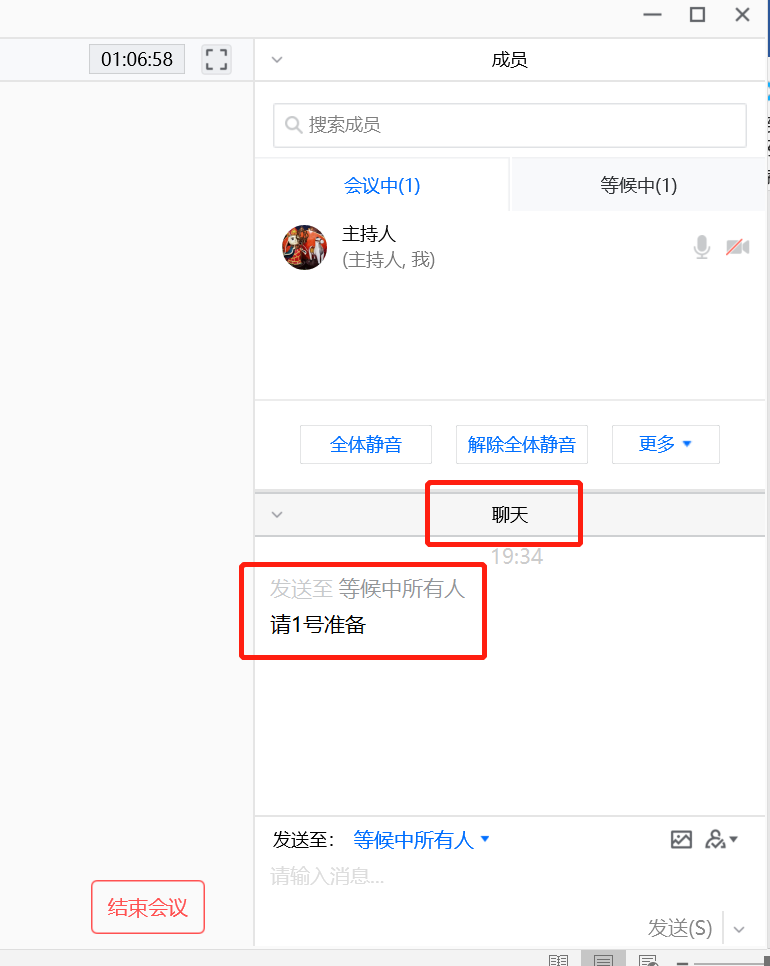 01:06:58
成员
搜索成员
会议中(1)
等候中(1)
主持人
(主持人, 我)
全体静音
解除全体静音
更多
聊天
19:34
发送至 等候中所有人
请1号准备
发送至：
等候中所有人
请输入消息...
结束会议
发送(S)